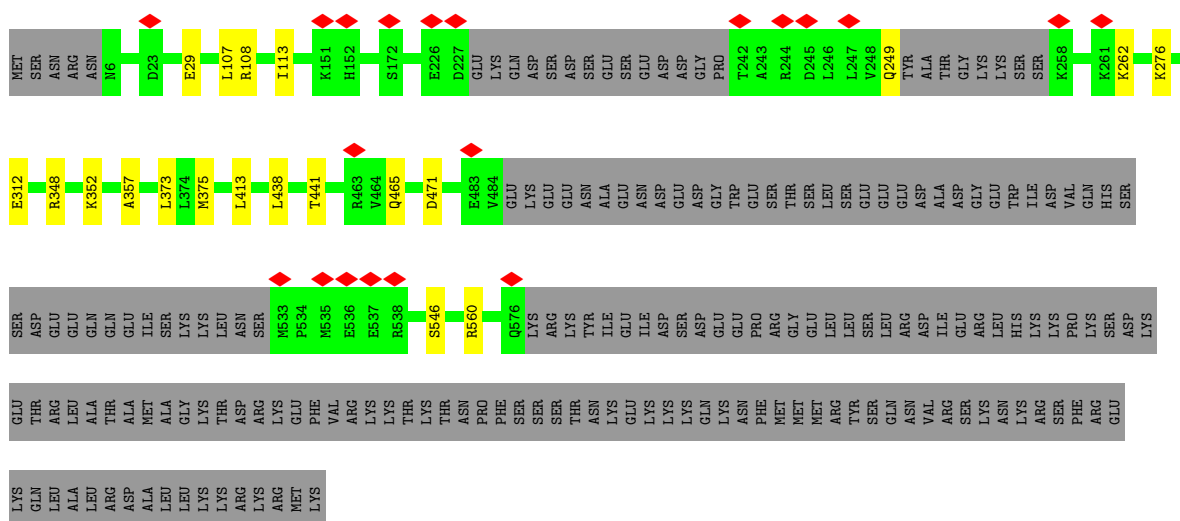 MET SER ASN ARG ASN N6 D23 E29 L107 R108 I113 K151 H152 S172 E226 D227 GLU LYS GLN ASP SER ASP SER GLU SER GLU ASP ASP GLY PRO T242 A243 R244 D245 L246 L247 V248 Q249 TYR ALA THR GLY LYS LYS SER SER K258 K261 K262 K276
E312 R348 K352 A357 L373 L374 M375 L413 L438 T441 R463 V464 Q465 D471 E483 V484 GLU LYS GLU GLU ASN ALA GLU ASN ASP GLU ASP GLY TRP GLU SER THR SER LEU SER GLU GLU GLU ASP ALA ASP GLY GLU TRP ILE ASP VAL GLN HIS SER
SER ASP GLU GLU GLN GLN GLU ILE SER LYS LYS LEU ASN SER M533 P534 M535 E536 E537 R538 S546 R560 Q576 LYS ARG LYS TYR ILE GLU ILE ASP SER ASP GLU GLU PRO ARG GLY GLU LEU LEU SER LEU ARG ASP ILE GLU ARG LEU HIS LYS LYS PRO LYS SER ASP LYS
GLU THR ARG LEU ALA THR ALA MET ALA GLY LYS THR ASP ARG LYS GLU PHE VAL ARG LYS LYS THR LYS THR ASN PRO PHE SER SER SER THR ASN LYS GLU LYS LYS LYS GLN LYS ASN PHE MET MET MET ARG TYR SER GLN ASN VAL ARG SER LYS ASN LYS ARG SER PHE ARG GLU
LYS GLN LEU ALA LEU ARG ASP ALA LEU LEU LYS LYS ARG LYS ARG MET LYS